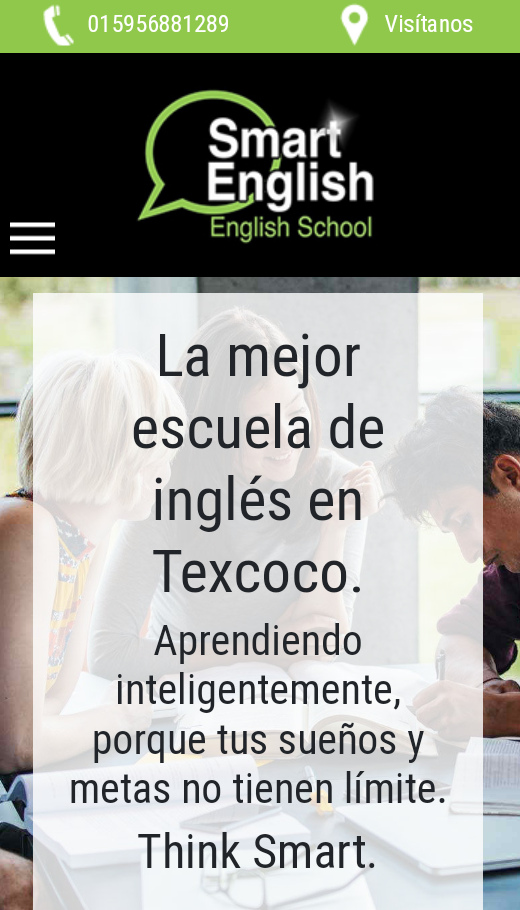 015956881289 Visítanos
Smart
English
English School
La mejor
escuela de
inglés en
Texcoco.
Aprendiendo
inteligentemente,
porque tus sueños y
metas no tienen límite.
Think Smart.